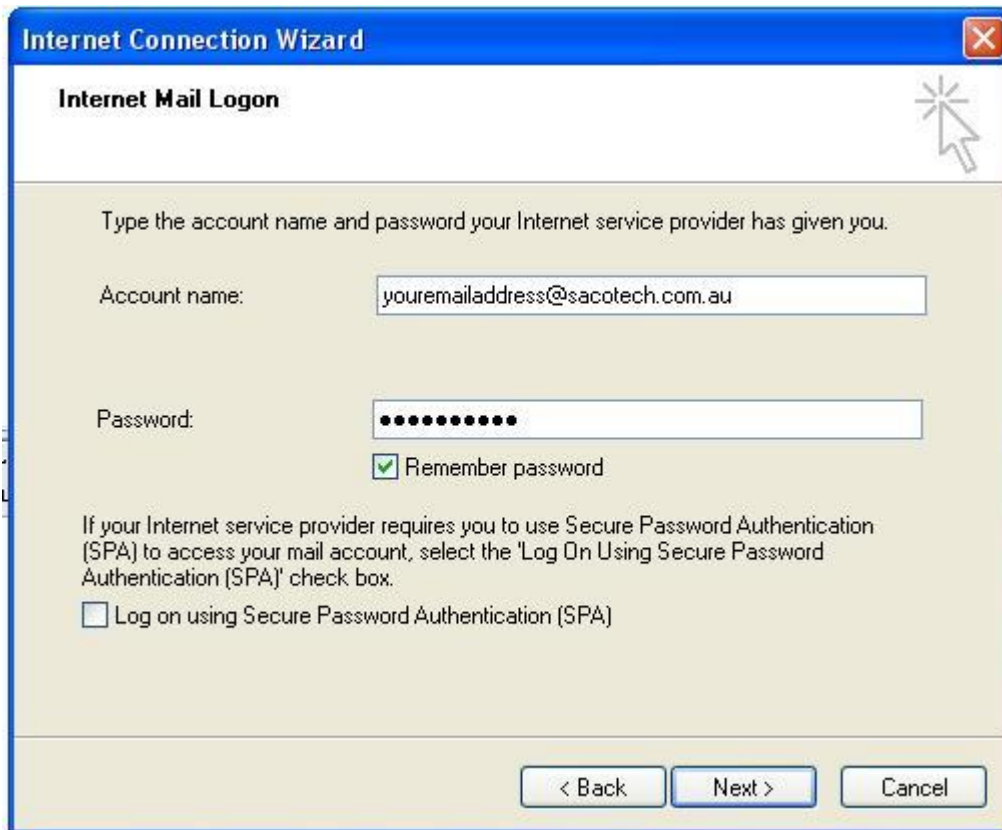 Internet Connection Wizard
Internet Mail Logon
Type the account name and password your Internet service provider has given you.
Account name:
youremailaddress@sacotech.com.au
Password:
••••••••••
Remember password
If your Internet service provider requires you to use Secure Password Authentication
(SPA) to access your mail account, select the 'Log On Using Secure Password
Authentication (SPA)' check box.
Log on using Secure Password Authentication (SPA)
< Back
Next >
Cancel